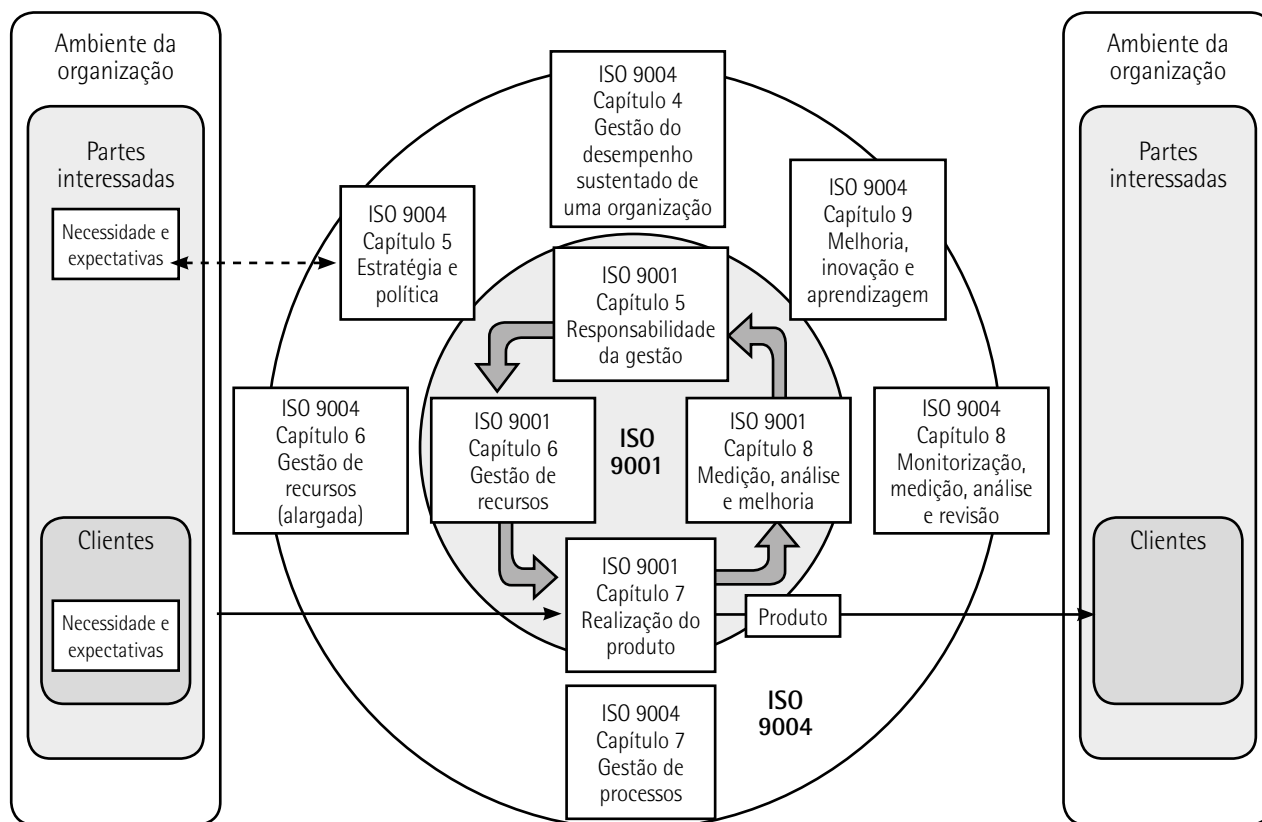 Ambiente da
organização
Partes
interessadas
Necessidade e
expectativas
Clientes
Necessidade e
expectativas
ISO 9004
Capítulo 4
Gestão do
desempenho
sustentado de
uma organização
ISO 9004
Capítulo 5
Estratégia e
política
ISO 9004
Capítulo 9
Melhoria,
inovação e
aprendizagem
ISO 9001
Capítulo 5
Responsabilidade
da gestão
ISO 9004
Capítulo 6
Gestão de
recursos
(alargada)
ISO 9001
Capítulo 6
Gestão de
recursos
ISO
9001
ISO 9001
Capítulo 8
Medição, análise
e melhoria
ISO 9004
Capítulo 8
Monitorização,
medição, análise
e revisão
ISO 9001
Capítulo 7
Realização do
produto
Produto
ISO 9004
Capítulo 7
Gestão de
processos
ISO
9004
Ambiente da
organização
Partes
interessadas
Clientes